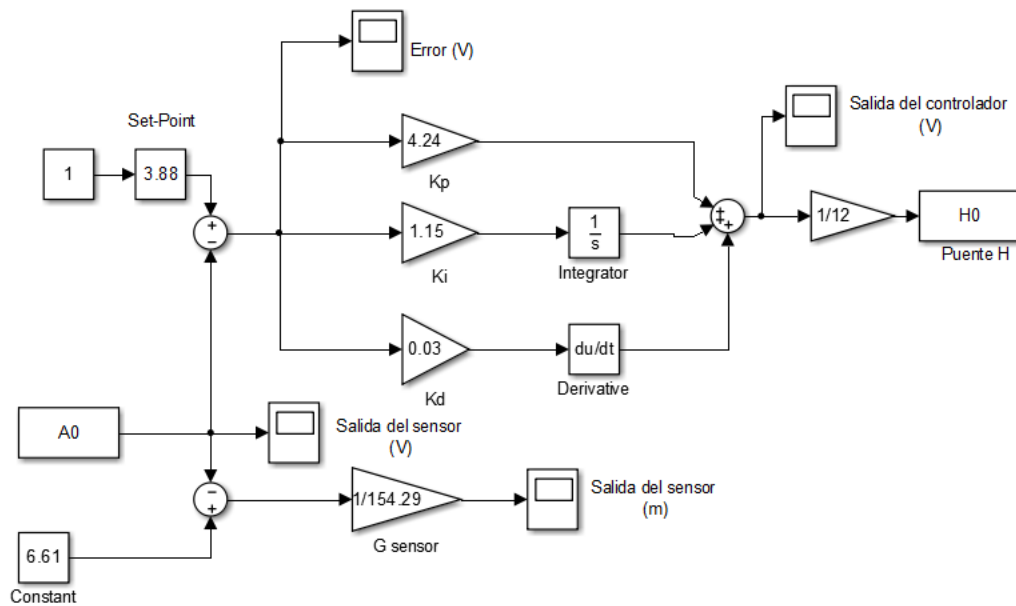 Error (V)
Salida del controlador
(V)
Set-Point
1
3.88
4.24
Kp
+
−
1.15
Ki
1
s
Integrator
+
+
+
1/12
H0
Puente H
0.03
Kd
du/dt
Derivative
A0
Salida del sensor
(V)
−
+
1/154.29
G sensor
Salida del sensor
(m)
6.61
Constant